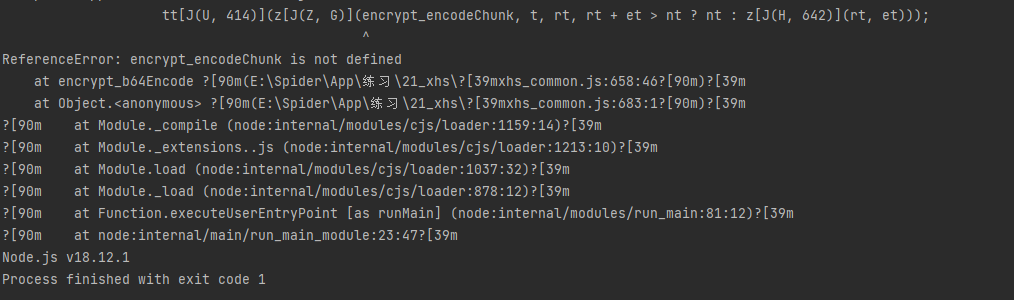 tt[J(U, 414)](z[J(Z, G)](encrypt_encodeChunk, t, rt, rt + et > nt ? nt : z[J(H, 642)](rt, et)));
^
ReferenceError: encrypt_encodeChunk is not defined
    at encrypt_b64Encode ?[90m(E:\Spider\App\练习\21_xhs\?[39mxhs_common.js:658:46?[90m)?[39m
    at Object.<anonymous> ?[90m(E:\Spider\App\练习\21_xhs\?[39mxhs_common.js:683:1?[90m)?[39m
?[90m    at Module._compile (node:internal/modules/cjs/loader:1159:14)?[39m
?[90m    at Module._extensions..js (node:internal/modules/cjs/loader:1213:10)?[39m
?[90m    at Module.load (node:internal/modules/cjs/loader:1037:32)?[39m
?[90m    at Module._load (node:internal/modules/cjs/loader:878:12)?[39m
?[90m    at Function.executeUserEntryPoint [as runMain] (node:internal/modules/run_main:81:12)?[39m
?[90m    at node:internal/main/run_main_module:23:47?[39m
Node.js v18.12.1
Process finished with exit code 1